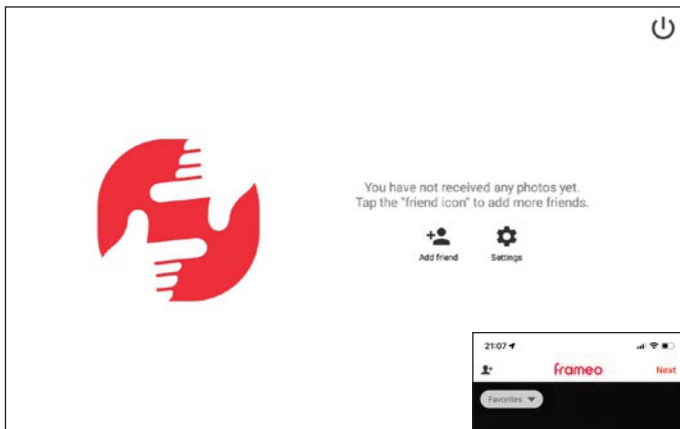 You have not received any photos yet.
Tap the "friend icon" to add more friends.
Add friend Settings
21:07
frameo Next
Favorites